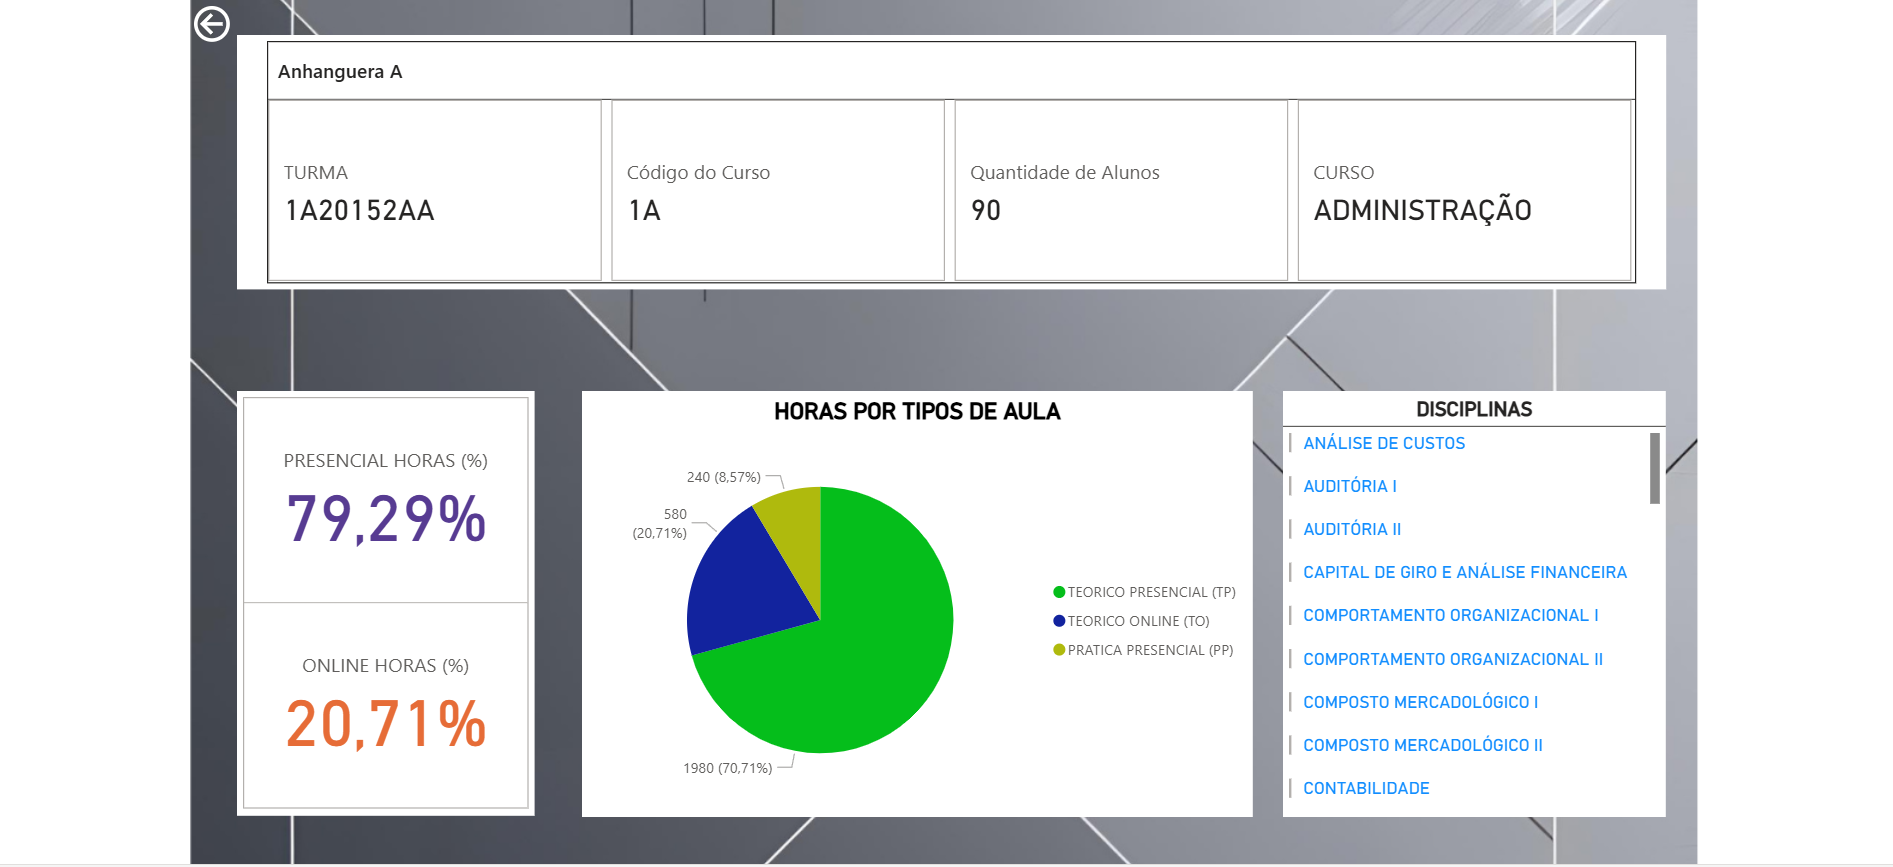 Anhanguera A
TURMA
1A20152AA
Código do Curso
1A
Quantidade de Alunos
90
CURSO
ADMINISTRAÇÃO
PRESENCIAL HORAS (%)
79,29%
ONLINE HORAS (%)
20,71%
HORAS POR TIPOS DE AULA
240 (8,57%)
580
(20,71%)
1980 (70,71%)
TEORICO PRESENCIAL (TP)
TEORICO ONLINE (TO)
PRATICA PRESENCIAL (PP)
DISCIPLINAS
ANÁLISE DE CUSTOS
AUDITÓRIA I
AUDITÓRIA II
CAPITAL DE GIRO E ANÁLISE FINANCEIRA
COMPORTAMENTO ORGANIZACIONAL I
COMPORTAMENTO ORGANIZACIONAL II
COMPOSTO MERCADOLÓGICO I
COMPOSTO MERCADOLÓGICO II
CONTABILIDADE